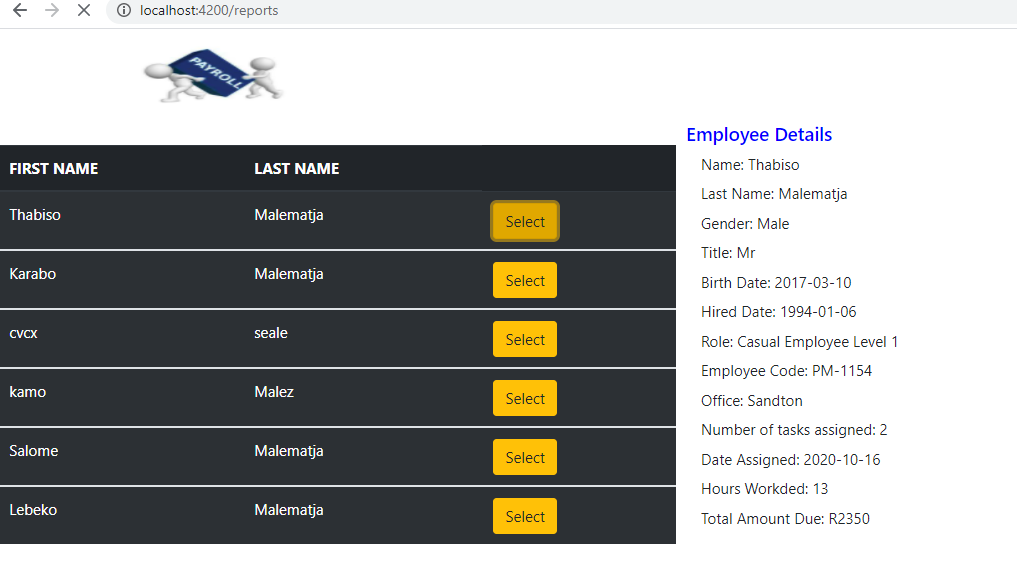 localhost:4200/reports
PAYROLL
FIRST NAME LAST NAME
Thabiso Malematja Select
Karabo Malematja Select
cvcx seale Select
kamo Malez Select
Salome Malematja Select
Lebeko Malematja Select
Employee Details
Name: Thabiso
Last Name: Malematja
Gender: Male
Title: Mr
Birth Date: 2017-03-10
Hired Date: 1994-01-06
Role: Casual Employee Level 1
Employee Code: PM-1154
Office: Sandton
Number of tasks assigned: 2
Date Assigned: 2020-10-16
Hours Workded: 13
Total Amount Due: R2350